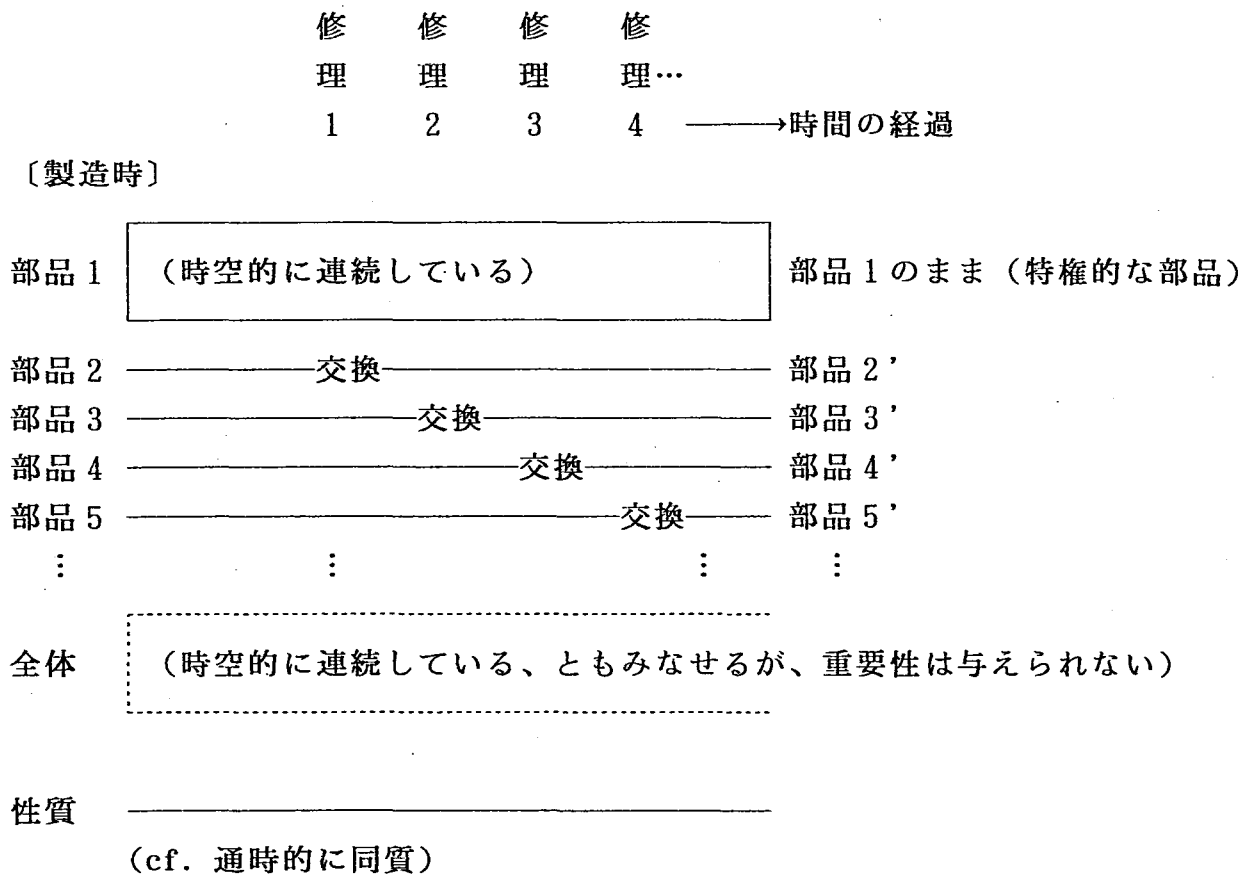 修 修 修 修
理 理 理 理…
1 2 3 4 ───→時間の経過
〔製造時〕
部品1 (時空的に連続している) 部品1のまま(特権的な部品)
部品2 交換 部品2'
部品3 交換 部品3'
部品4 交換 部品4'
部品5 交換 部品5'
⋮ ⋮ ⋮ ⋮
全体 (時空的に連続している、ともみなせるが、重要性は与えられない)
性質
(cf. 通時的に同質)